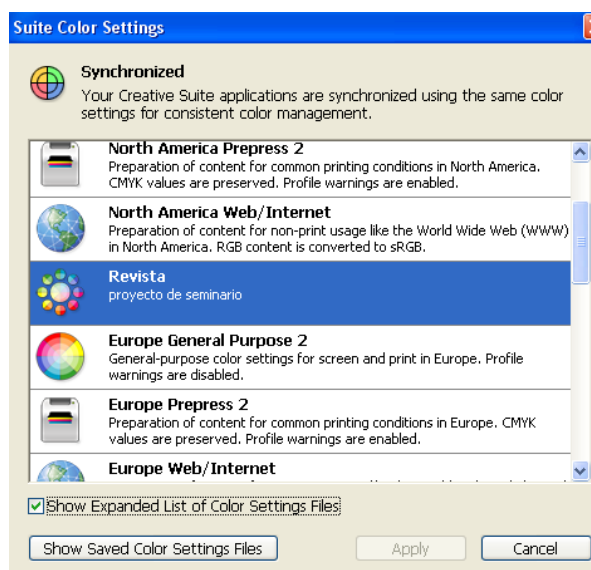 Suite Color Settings
Synchronized
Your Creative Suite applications are synchronized using the same color
settings for consistent color management.
North America Prepress 2
Preparation of content for common printing conditions in North America.
CMYK values are preserved. Profile warnings are enabled.
North America Web/Internet
Preparation of content for non-print usage like the World Wide Web (WWW)
in North America. RGB content is converted to sRGB.
Revista
proyecto de seminario
Europe General Purpose 2
General-purpose color settings for screen and print in Europe. Profile
warnings are disabled.
Europe Prepress 2
Preparation of content for common printing conditions in Europe. CMYK
values are preserved. Profile warnings are enabled.
Europe Web/Internet
Show Expanded List of Color Settings Files
Show Saved Color Settings Files
Apply
Cancel